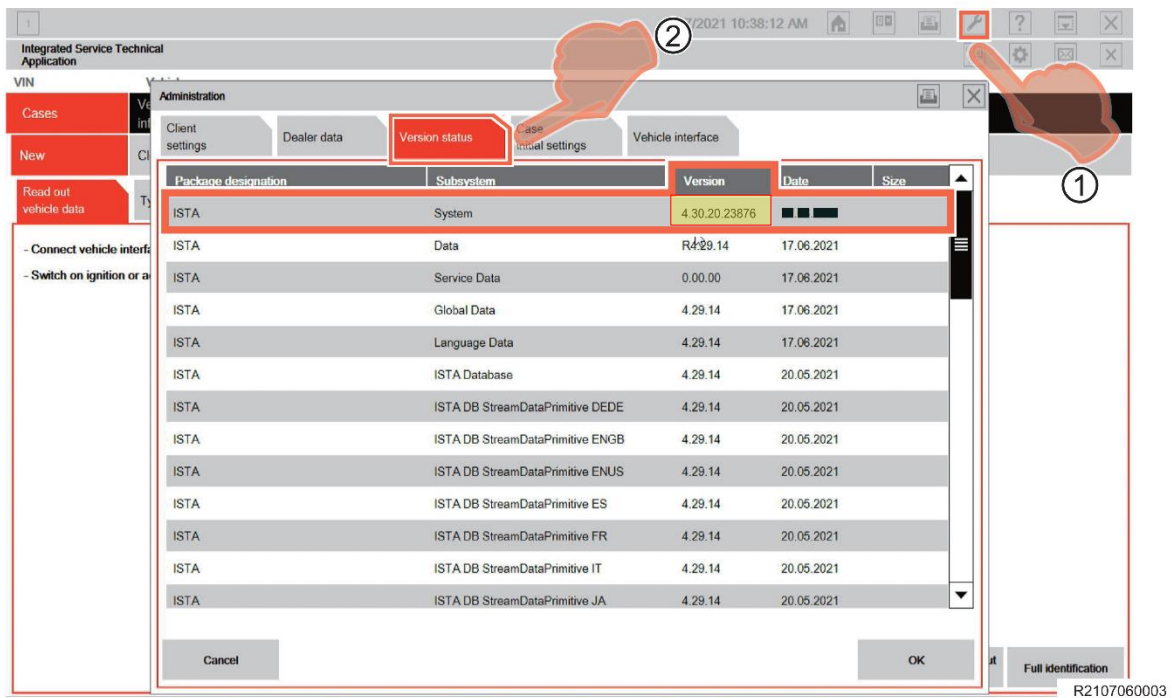 1
7/2021 10:38:12 AM
?
2
Integrated Service Technical
Application
VIN
Cases
New
Read out
vehicle data
- Connect vehicle
- Switch on ignition or
Administration
Client
settings
Dealer data
Version status
Case
initial settings
Vehicle interface
1
Package designation Subsystem Version Date Size
ISTA System 4.30.20.23876
ISTA Data R4.29.14 17.06.2021
ISTA Service Data 0.00.00 17.06.2021
ISTA Global Data 4.29.14 17.06.2021
ISTA Language Data 4.29.14 17.06.2021
ISTA ISTA Database 4.29.14 20.05.2021
ISTA ISTA DB StreamDataPrimitive DEDE 4.29.14 20.05.2021
ISTA ISTA DB StreamDataPrimitive ENGB 4.29.14 20.05.2021
ISTA ISTA DB StreamDataPrimitive ENUS 4.29.14 20.05.2021
ISTA ISTA DB StreamDataPrimitive ES 4.29.14 20.05.2021
ISTA ISTA DB StreamDataPrimitive FR 4.29.14 20.05.2021
ISTA ISTA DB StreamDataPrimitive IT 4.29.14 20.05.2021
ISTA ISTA DB StreamDataPrimitive JA 4.29.14 20.05.2021
Cancel
OK
Full identification
R2107060003